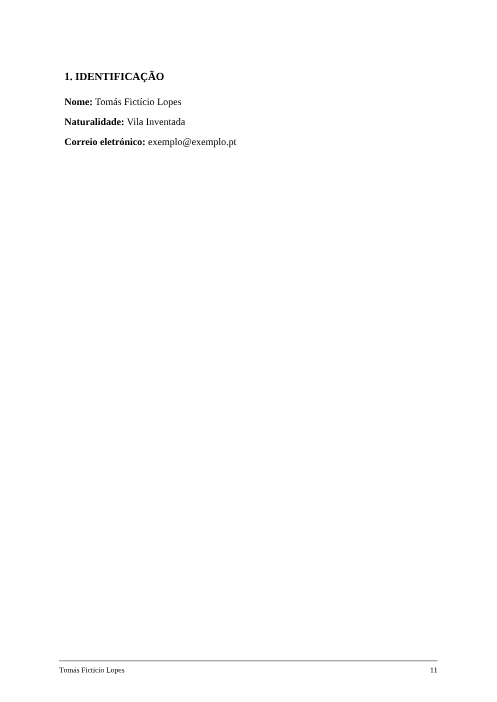 1. IDENTIFICAÇÃO
Nome: Tomás Fictício Lopes
Naturalidade: Vila Inventada
Correio eletrónico: exemplo@exemplo.pt
Tomás Fictício Lopes 11